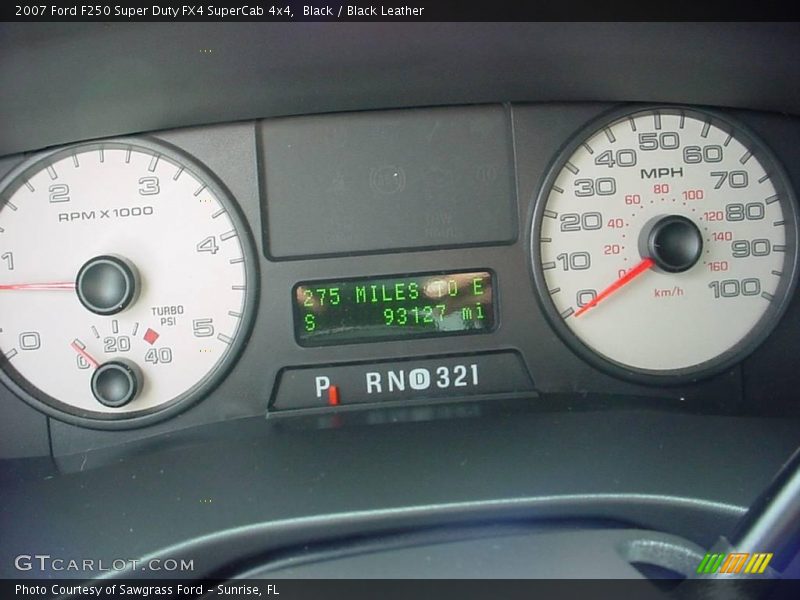 2007 Ford F250 Super Duty FX4 SuperCab 4x4, Black / Black Leather
0 1 2 3 4 5
RPM X 1000
TURBO
PSI
0 20 40
275 MILES TO E
S 93127 mi
P R N D 3 2 1
0 10 20 30 40 50 60 70 80 90 100
MPH
0 20 40 60 80 100 120 140 160
km/h
GTCARLOT.COM
Photo Courtesy of Sawgrass Ford - Sunrise, FL